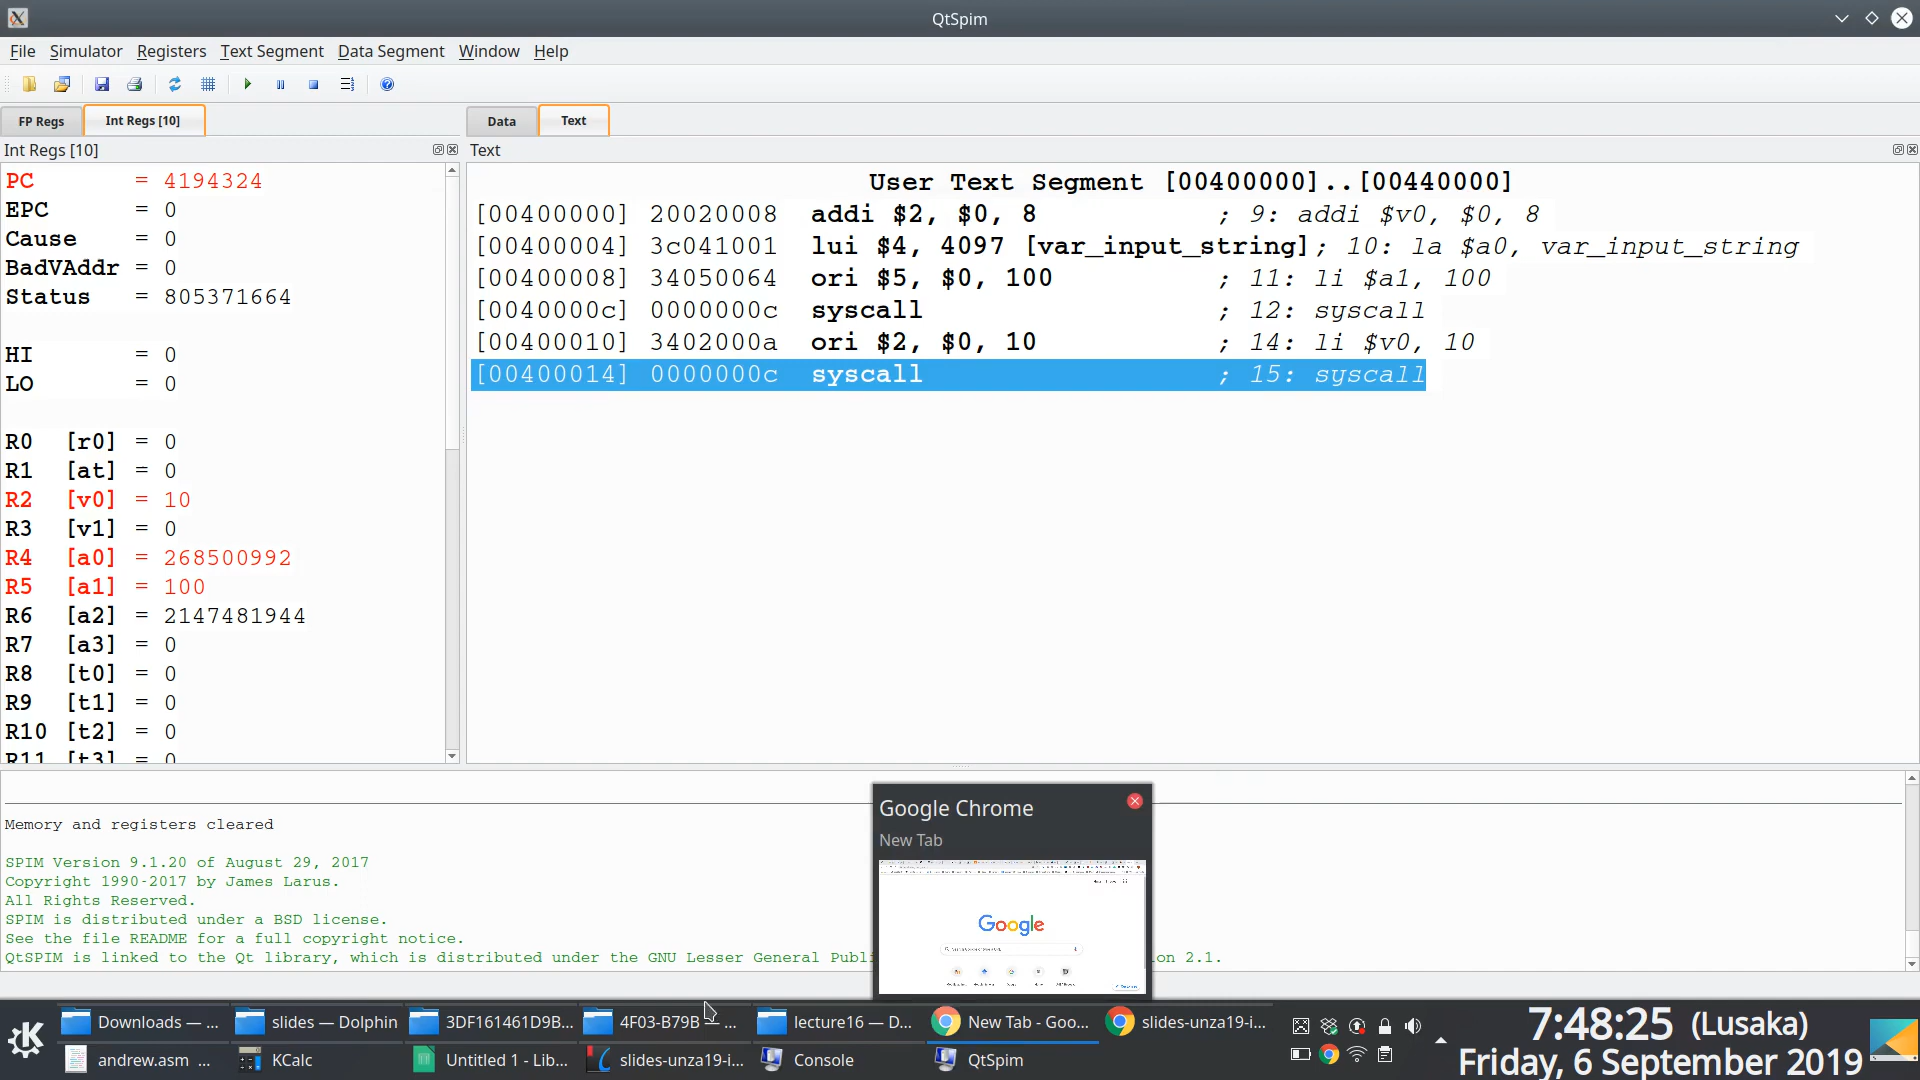 QtSpim
File Simulator Registers Text Segment Data Segment Window Help
FP Regs Int Regs [10] Data Text
Int Regs [10]
Text
PC = 4194324
EPC = 0
Cause = 0
BadVAddr = 0
Status = 805371664
HI = 0
LO = 0
R0 [r0] = 0
R1 [at] = 0
R2 [v0] = 10
R3 [v1] = 0
R4 [a0] = 268500992
R5 [a1] = 100
R6 [a2] = 2147481944
R7 [a3] = 0
R8 [t0] = 0
R9 [t1] = 0
R10 [t2] = 0
R11 [t3] = 0
User Text Segment [00400000]..[00440000]
[00400000] 20020008 addi $2, $0, 8 ; 9: addi $v0, $0, 8
[00400004] 3c041001 lui $4, 4097 [var_input_string]; 10: la $a0, var_input_string
[00400008] 34050064 ori $5, $0, 100 ; 11: li $a1, 100
[0040000c] 0000000c syscall ; 12: syscall
[00400010] 3402000a ori $2, $0, 10 ; 14: li $v0, 10
[00400014] 0000000c syscall ; 15: syscall
Memory and registers cleared
SPIM Version 9.1.20 of August 29, 2017
Copyright 1990-2017 by James Larus.
All Rights Reserved.
SPIM is distributed under a BSD license.
See the file README for a full copyright notice.
QtSPIM is linked to the Qt library, which is distributed under the GNU Lesser General Publi on 2.1.
Google Chrome
New Tab
Google
Downloads — ...
slides — Dolphin
3DF161461D9B...
4F03-B79B — ...
lecture16 — D...
New Tab - Goo...
slides-unza19-i...
andrew.asm ...
KCalc
Untitled 1 - Lib...
slides-unza19-i...
Console
QtSpim
7:48:25 (Lusaka)
Friday, 6 September 2019